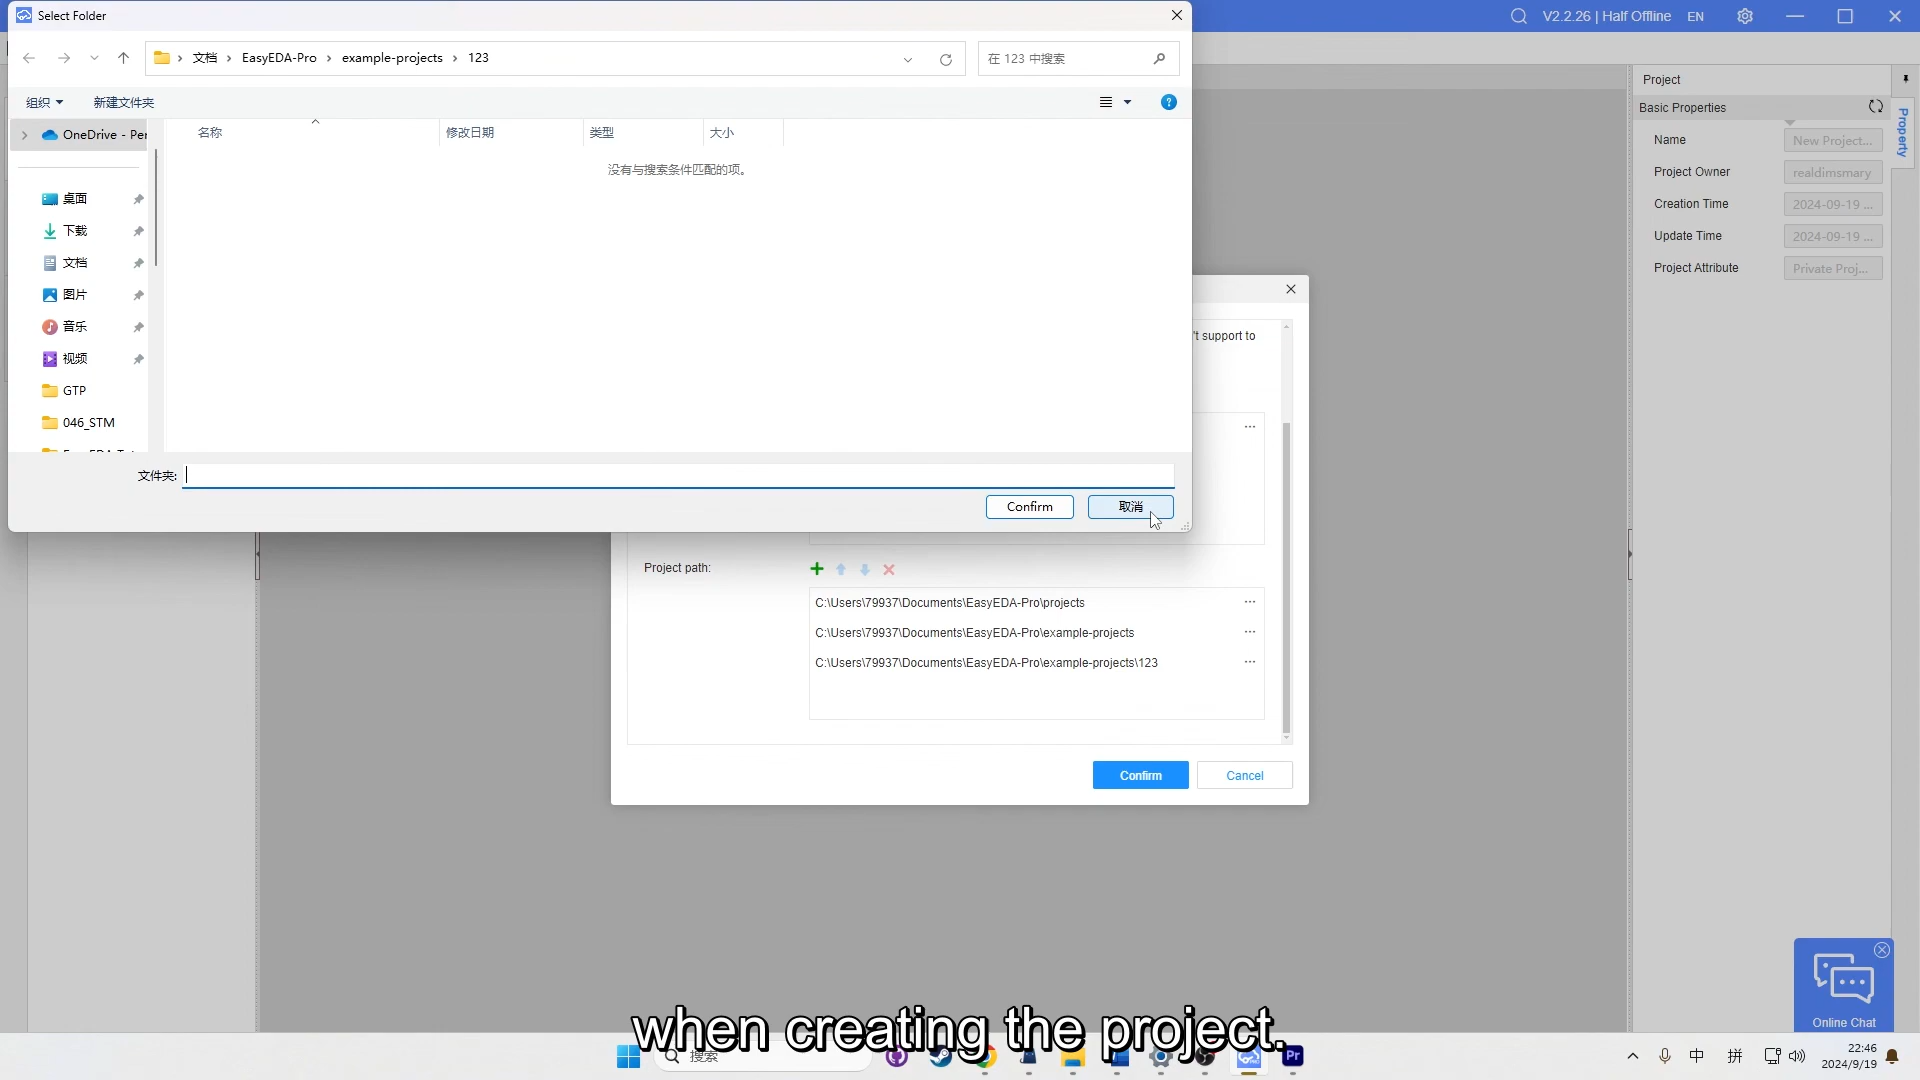 Select Folder
V2.2.26 | Half Offline EN
文档 EasyEDA-Pro example-projects 123
在 123 中搜索
组织 新建文件夹
OneDrive - Per
名称 修改日期 类型 大小
没有与搜索条件匹配的项。
桌面
下载
文档
图片
音乐
视频
GTP
046_STM
文件夹:
Confirm 取消
Project
Basic Properties
Property
Name New Project...
Project Owner realdimsmary
Creation Time 2024-09-19 ...
Update Time 2024-09-19 ...
Project Attribute Private Proj...
't support to
Project path:
C:\Users\79937\Documents\EasyEDA-Pro\projects
C:\Users\79937\Documents\EasyEDA-Pro\example-projects
C:\Users\79937\Documents\EasyEDA-Pro\example-projects\123
Confirm Cancel
Online Chat
when creating the project.
搜索
Pr
中 拼
22:46
2024/9/19